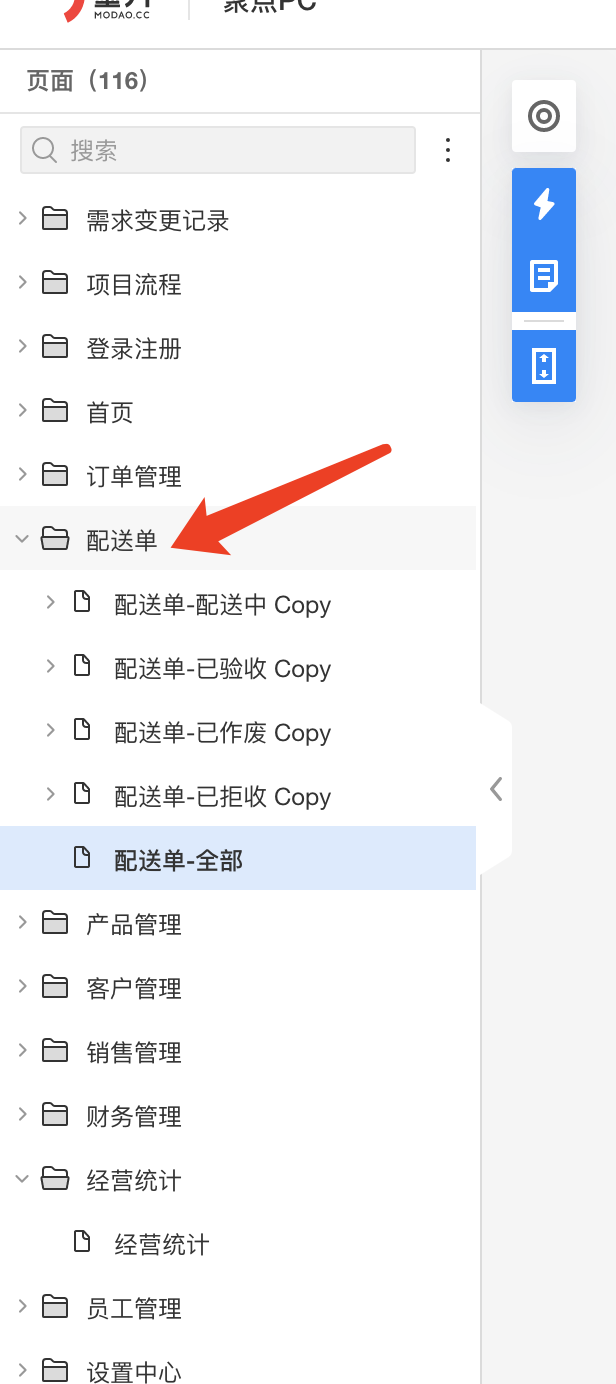 MODAO.CC
聚点PC
页面（116）
搜索
需求变更记录
项目流程
登录注册
首页
订单管理
配送单
配送单-配送中 Copy
配送单-已验收 Copy
配送单-已作废 Copy
配送单-已拒收 Copy
配送单-全部
产品管理
客户管理
销售管理
财务管理
经营统计
经营统计
员工管理
设置中心